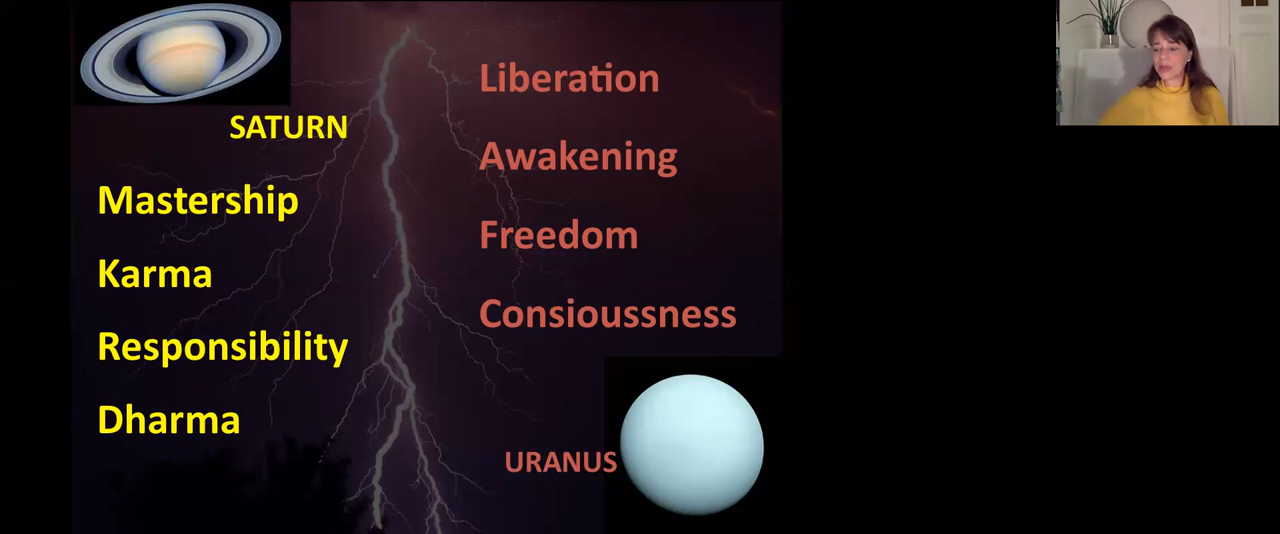 SATURN
Mastership
Karma
Responsibility
Dharma
Liberation
Awakening
Freedom
Consioussness
URANUS